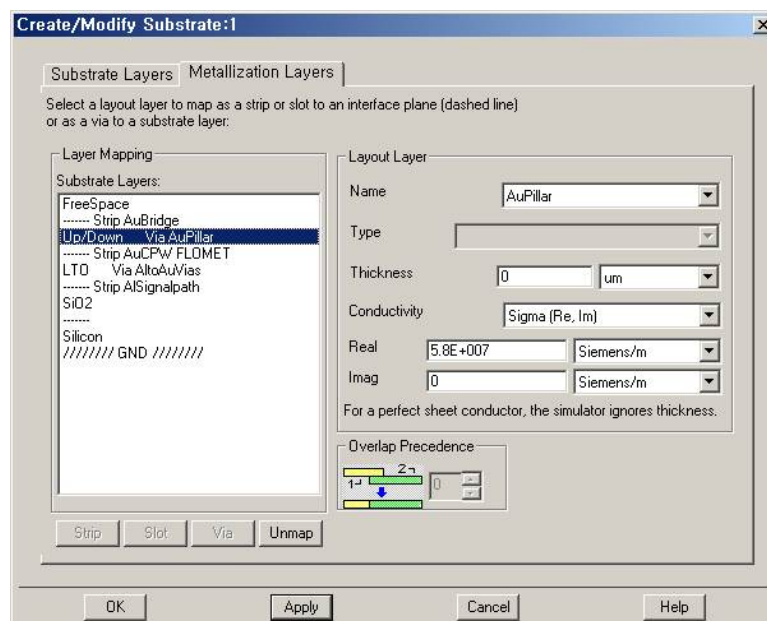 Create/Modify Substrate:1
Substrate Layers
Metallization Layers
Select a layout layer to map as a strip or slot to an interface plane (dashed line)
or as a via to a substrate layer:
Layer Mapping
Substrate Layers:
FreeSpace
------- Strip AuBridge
Up/Down Via AuPillar
------- Strip AuCPW FLOMET
LTO Via AltoAuVias
------- Strip AlSignalpath
SiO2
-------
Silicon
//////// GND ////////
Strip
Slot
Via
Unmap
Layout Layer
Name
AuPillar
Type
Thickness
0
um
Conductivity
Sigma (Re, Im)
Real
5.8E+007
Siemens/m
Imag
0
Siemens/m
For a perfect sheet conductor, the simulator ignores thickness.
Overlap Precedence
1
2
0
OK
Apply
Cancel
Help